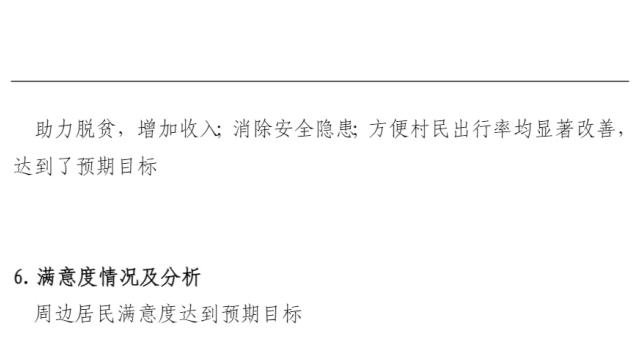 助力脱贫，增加收入; 消除安全隐患; 方便村民出行率均显著改善，
达到了预期目标
6. 满意度情况及分析
周边居民满意度达到预期目标